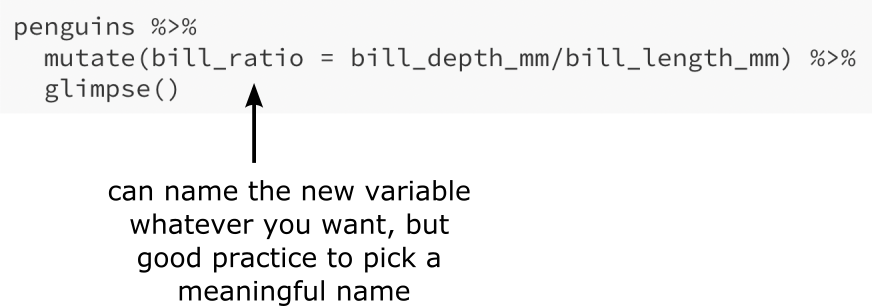 penguins %>%
  mutate(bill_ratio = bill_depth_mm/bill_length_mm) %>%
  glimpse()
can name the new variable
whatever you want, but
good practice to pick a
meaningful name